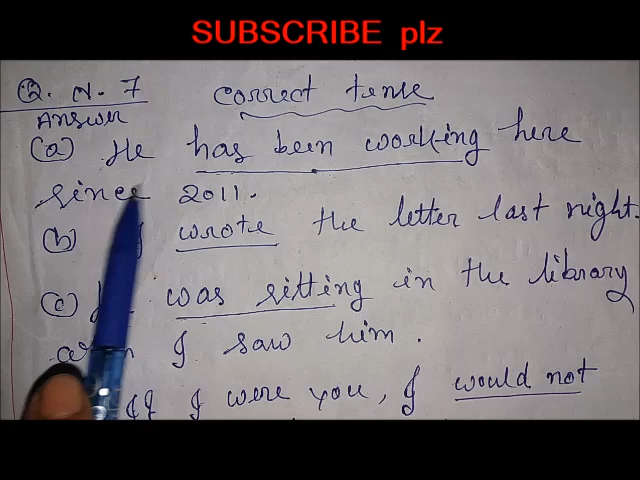 SUBSCRIBE plz
Q. N. 7 correct tense
Answer
(a) He has been working here
since 2011.
(b) wrote the letter last night.
(c) was sitting in the library
I saw him.
If I were you, I would not